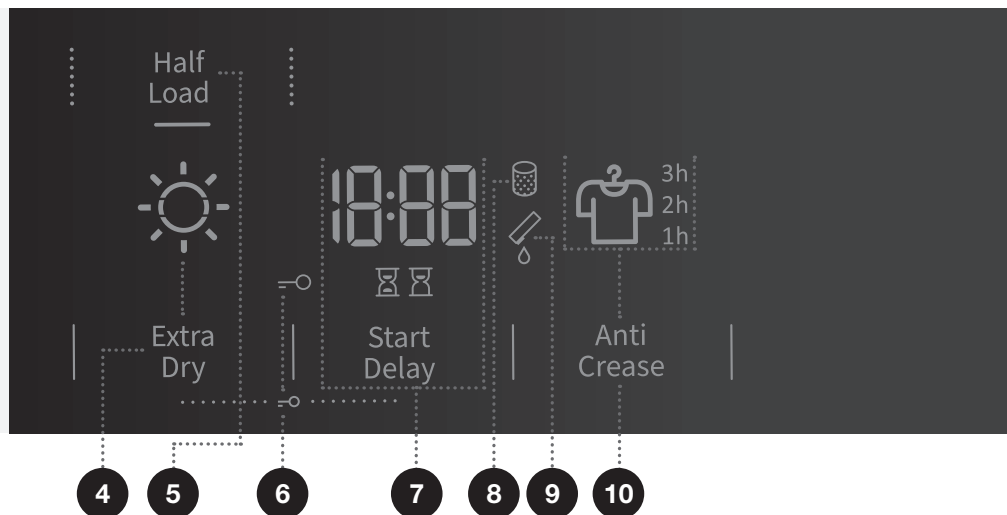 Half
Load
18:88
3h
2h
1h
Extra
Dry
Start
Delay
Anti
Crease
4
5
6
7
8
9
10